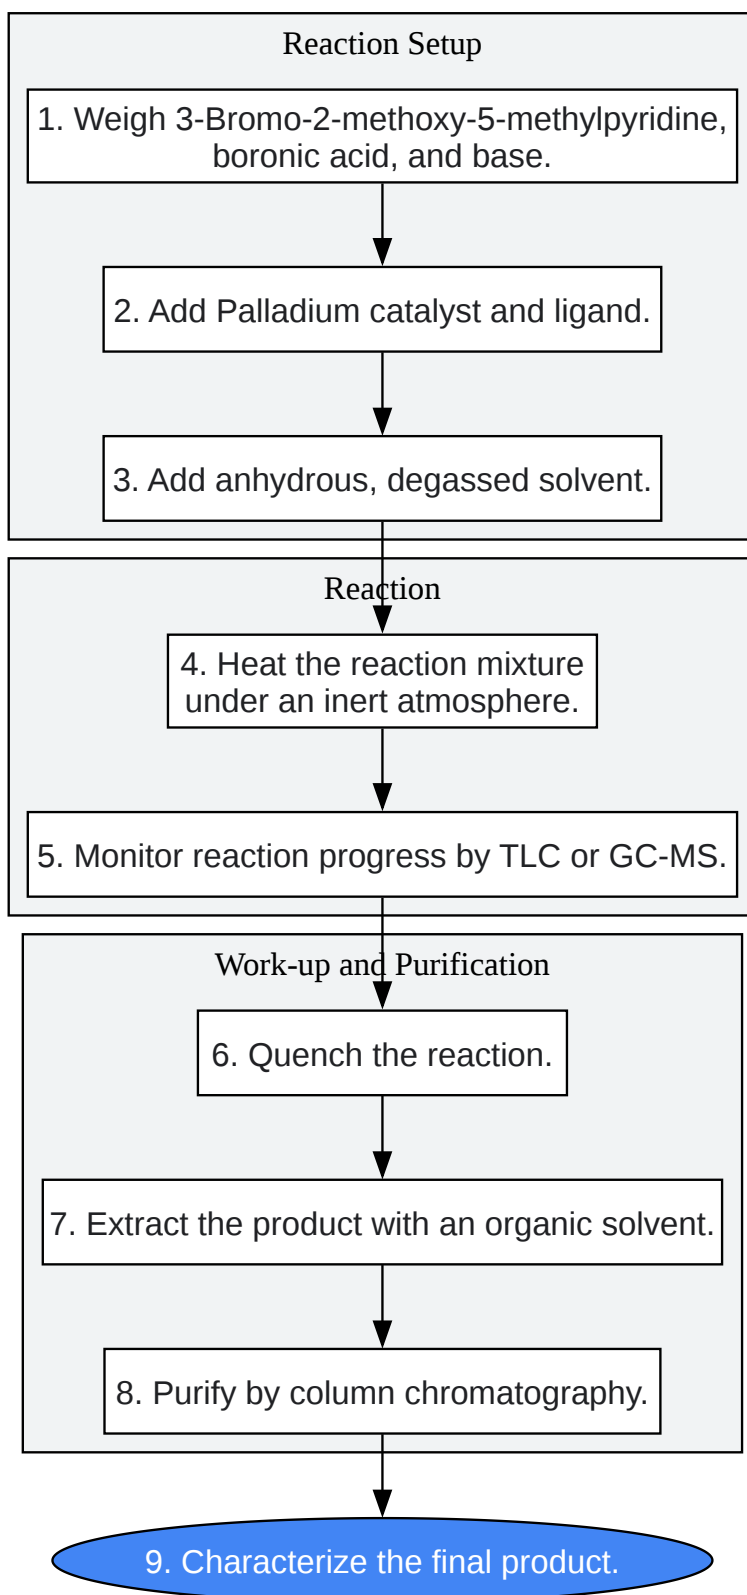 Reaction Setup
1. Weigh 3-Bromo-2-methoxy-5-methylpyridine,
boronic acid, and base.
2. Add Palladium catalyst and ligand.
3. Add anhydrous, degassed solvent.
Reaction
4. Heat the reaction mixture
under an inert atmosphere.
5. Monitor reaction progress by TLC or GC-MS.
Work-up and Purification
6. Quench the reaction.
7. Extract the product with an organic solvent.
8. Purify by column chromatography.
9. Characterize the final product.